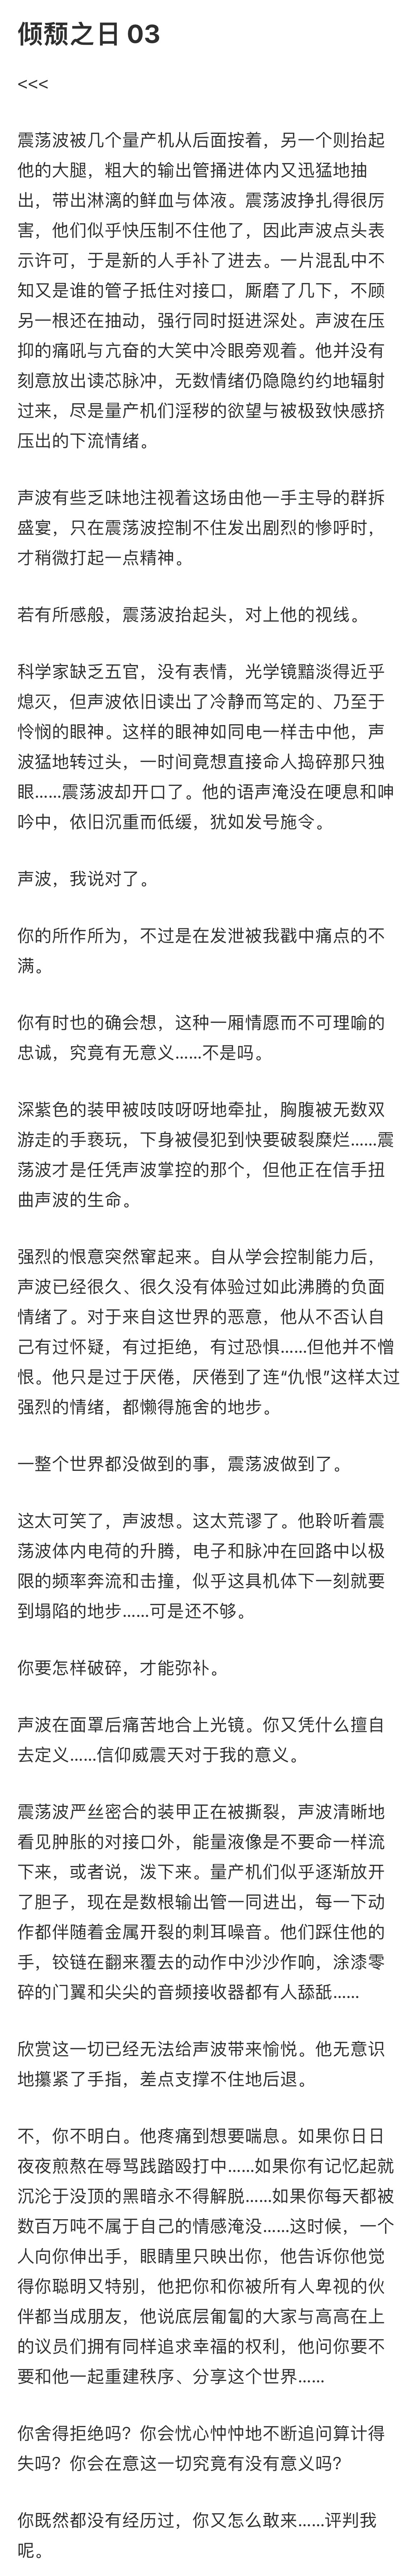 倾颓之日 03
<<<
震荡波被几个量产机从后面按着，另一个则抬起
他的大腿，粗大的输出管捅进体内又迅猛地抽
出，带出淋漓的鲜血与体液。震荡波挣扎得很厉
害，他们似乎快压制不住他了，因此声波点头表
示许可，于是新的人手补了进去。一片混乱中不
知又是谁的管子抵住对接口，厮磨了几下，不顾
另一根还在抽动，强行同时挺进深处。声波在压
抑的痛吼与亢奋的大笑中冷眼旁观着。他并没有
刻意放出读芯脉冲，无数情绪仍隐隐约约地辐射
过来，尽是量产机们淫秽的欲望与被极致快感挤
压出的下流情绪。
声波有些乏味地注视着这场由他一手主导的群拆
盛宴，只在震荡波控制不住发出剧烈的惨呼时，
才稍微打起一点精神。
若有所感般，震荡波抬起头，对上他的视线。
科学家缺乏五官，没有表情，光学镜黯淡得近乎
熄灭，但声波依旧读出了冷静而笃定的、乃至于
怜悯的眼神。这样的眼神如同电一样击中他，声
波猛地转过头，一时间竟想直接命人捣碎那只独
眼……震荡波却开口了。他的语声淹没在哽息和呻
吟中，依旧沉重而低缓，犹如发号施令。
声波，我说对了。
你的所作所为，不过是在发泄被我戳中痛点的不
满。
你有时也的确会想，这种一厢情愿而不可理喻的
忠诚，究竟有无意义……不是吗。
深紫色的装甲被吱吱呀呀地牵扯，胸腹被无数双
游走的手亵玩，下身被侵犯到快要破裂糜烂……震
荡波才是任凭声波掌控的那个，但他正在信手扭
曲声波的生命。
强烈的恨意突然窜起来。自从学会控制能力后，
声波已经很久、很久没有体验过如此沸腾的负面
情绪了。对于来自这世界的恶意，他从不否认自
己有过怀疑，有过拒绝，有过恐惧……但他并不憎
恨。他只是过于厌倦，厌倦到了连“仇恨”这样太过
强烈的情绪，都懒得施舍的地步。
一整个世界都没做到的事，震荡波做到了。
这太可笑了，声波想。这太荒谬了。他聆听着震
荡波体内电荷的升腾，电子和脉冲在回路中以极
限的频率奔流和击撞，似乎这具机体下一刻就要
到塌陷的地步……可是还不够。
你要怎样破碎，才能弥补。
声波在面罩后痛苦地合上光镜。你又凭什么擅自
去定义……信仰威震天对于我的意义。
震荡波严丝密合的装甲正在被撕裂，声波清晰地
看见肿胀的对接口外，能量液像是不要命一样流
下来，或者说，泼下来。量产机们似乎逐渐放开
了胆子，现在是数根输出管一同进出，每一下动
作都伴随着金属开裂的刺耳噪音。他们踩住他的
手，铰链在翻来覆去的动作中沙沙作响，涂漆零
碎的门翼和尖尖的音频接收器都有人舔舐……
欣赏这一切已经无法给声波带来愉悦。他无意识
地攥紧了手指，差点支撑不住地后退。
不，你不明白。他疼痛到想要喘息。如果你日日
夜夜煎熬在辱骂践踏殴打中……如果你有记忆起就
沉沦于没顶的黑暗永不得解脱……如果你每天都被
数百万吨不属于自己的情感淹没……这时候，一个
人向你伸出手，眼睛里只映出你，他告诉你他觉
得你聪明又特别，他把你和你被所有人卑视的伙
伴都当成朋友，他说底层匍匐的大家与高高在上
的议员们拥有同样追求幸福的权利，他问你要不
要和他一起重建秩序、分享这个世界……
你舍得拒绝吗？你会忧心忡忡地不断追问算计得
失吗？你会在意这一切究竟有没有意义吗？
你既然都没有经历过，你又怎么敢来……评判我
呢。